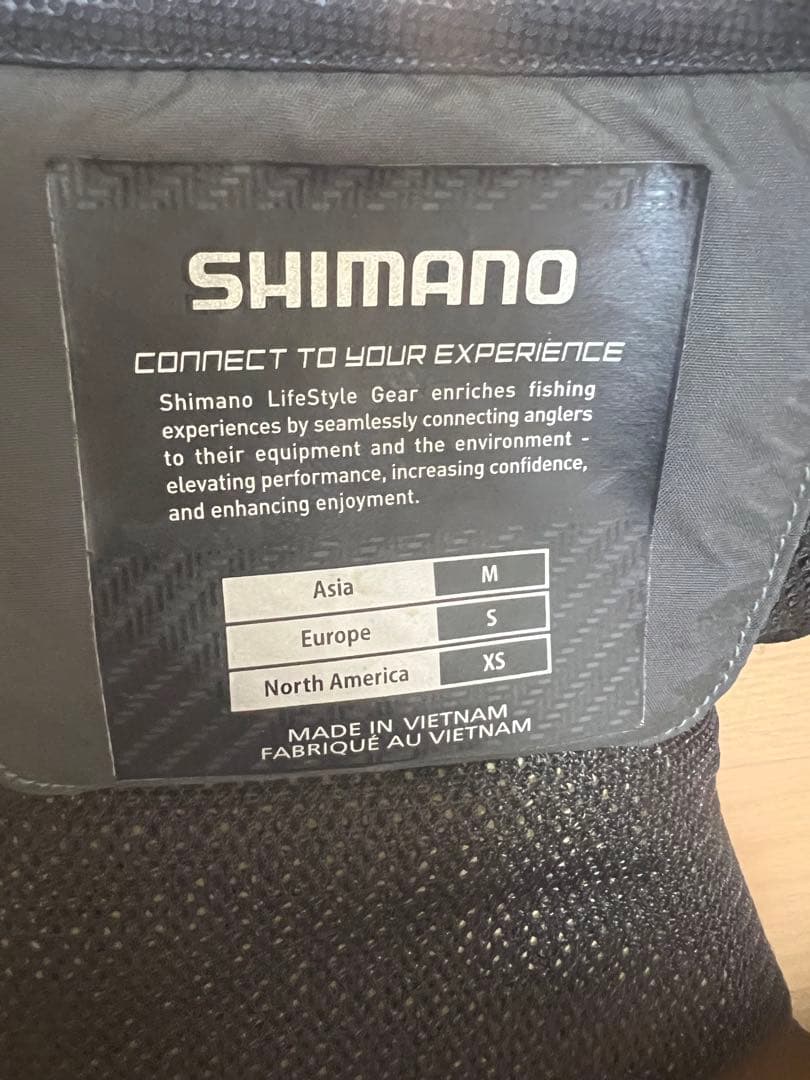 SHIMANO
CONNECT TO YOUR EXPERIENCE
Shimano LifeStyle Gear enriches fishing
experiences by seamlessly connecting anglers
to their equipment and the environment -
elevating performance, increasing confidence,
and enhancing enjoyment.
Asia M
Europe S
North America XS
MADE IN VIETNAM
FABRIQUÉ AU VIETNAM